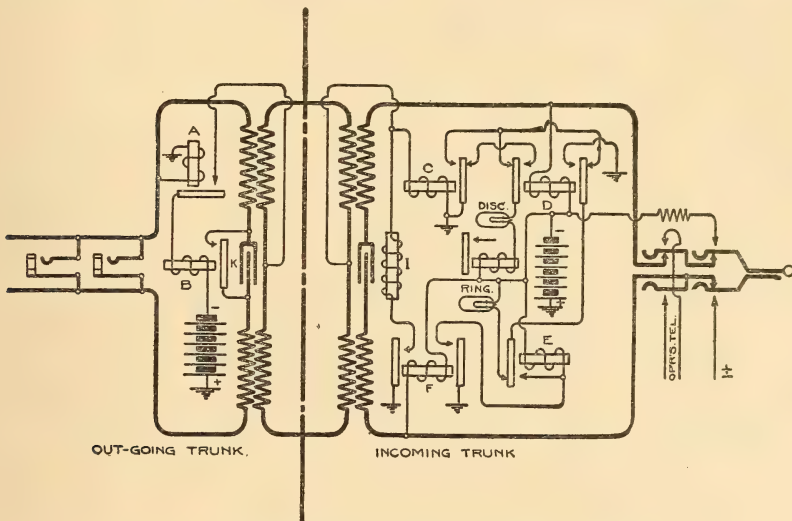 A
B
K
-
+
C
D
DISC.
I
-
+
RING.
E
F
OPR'S. TEL.
OUT-GOING TRUNK.
INCOMING TRUNK